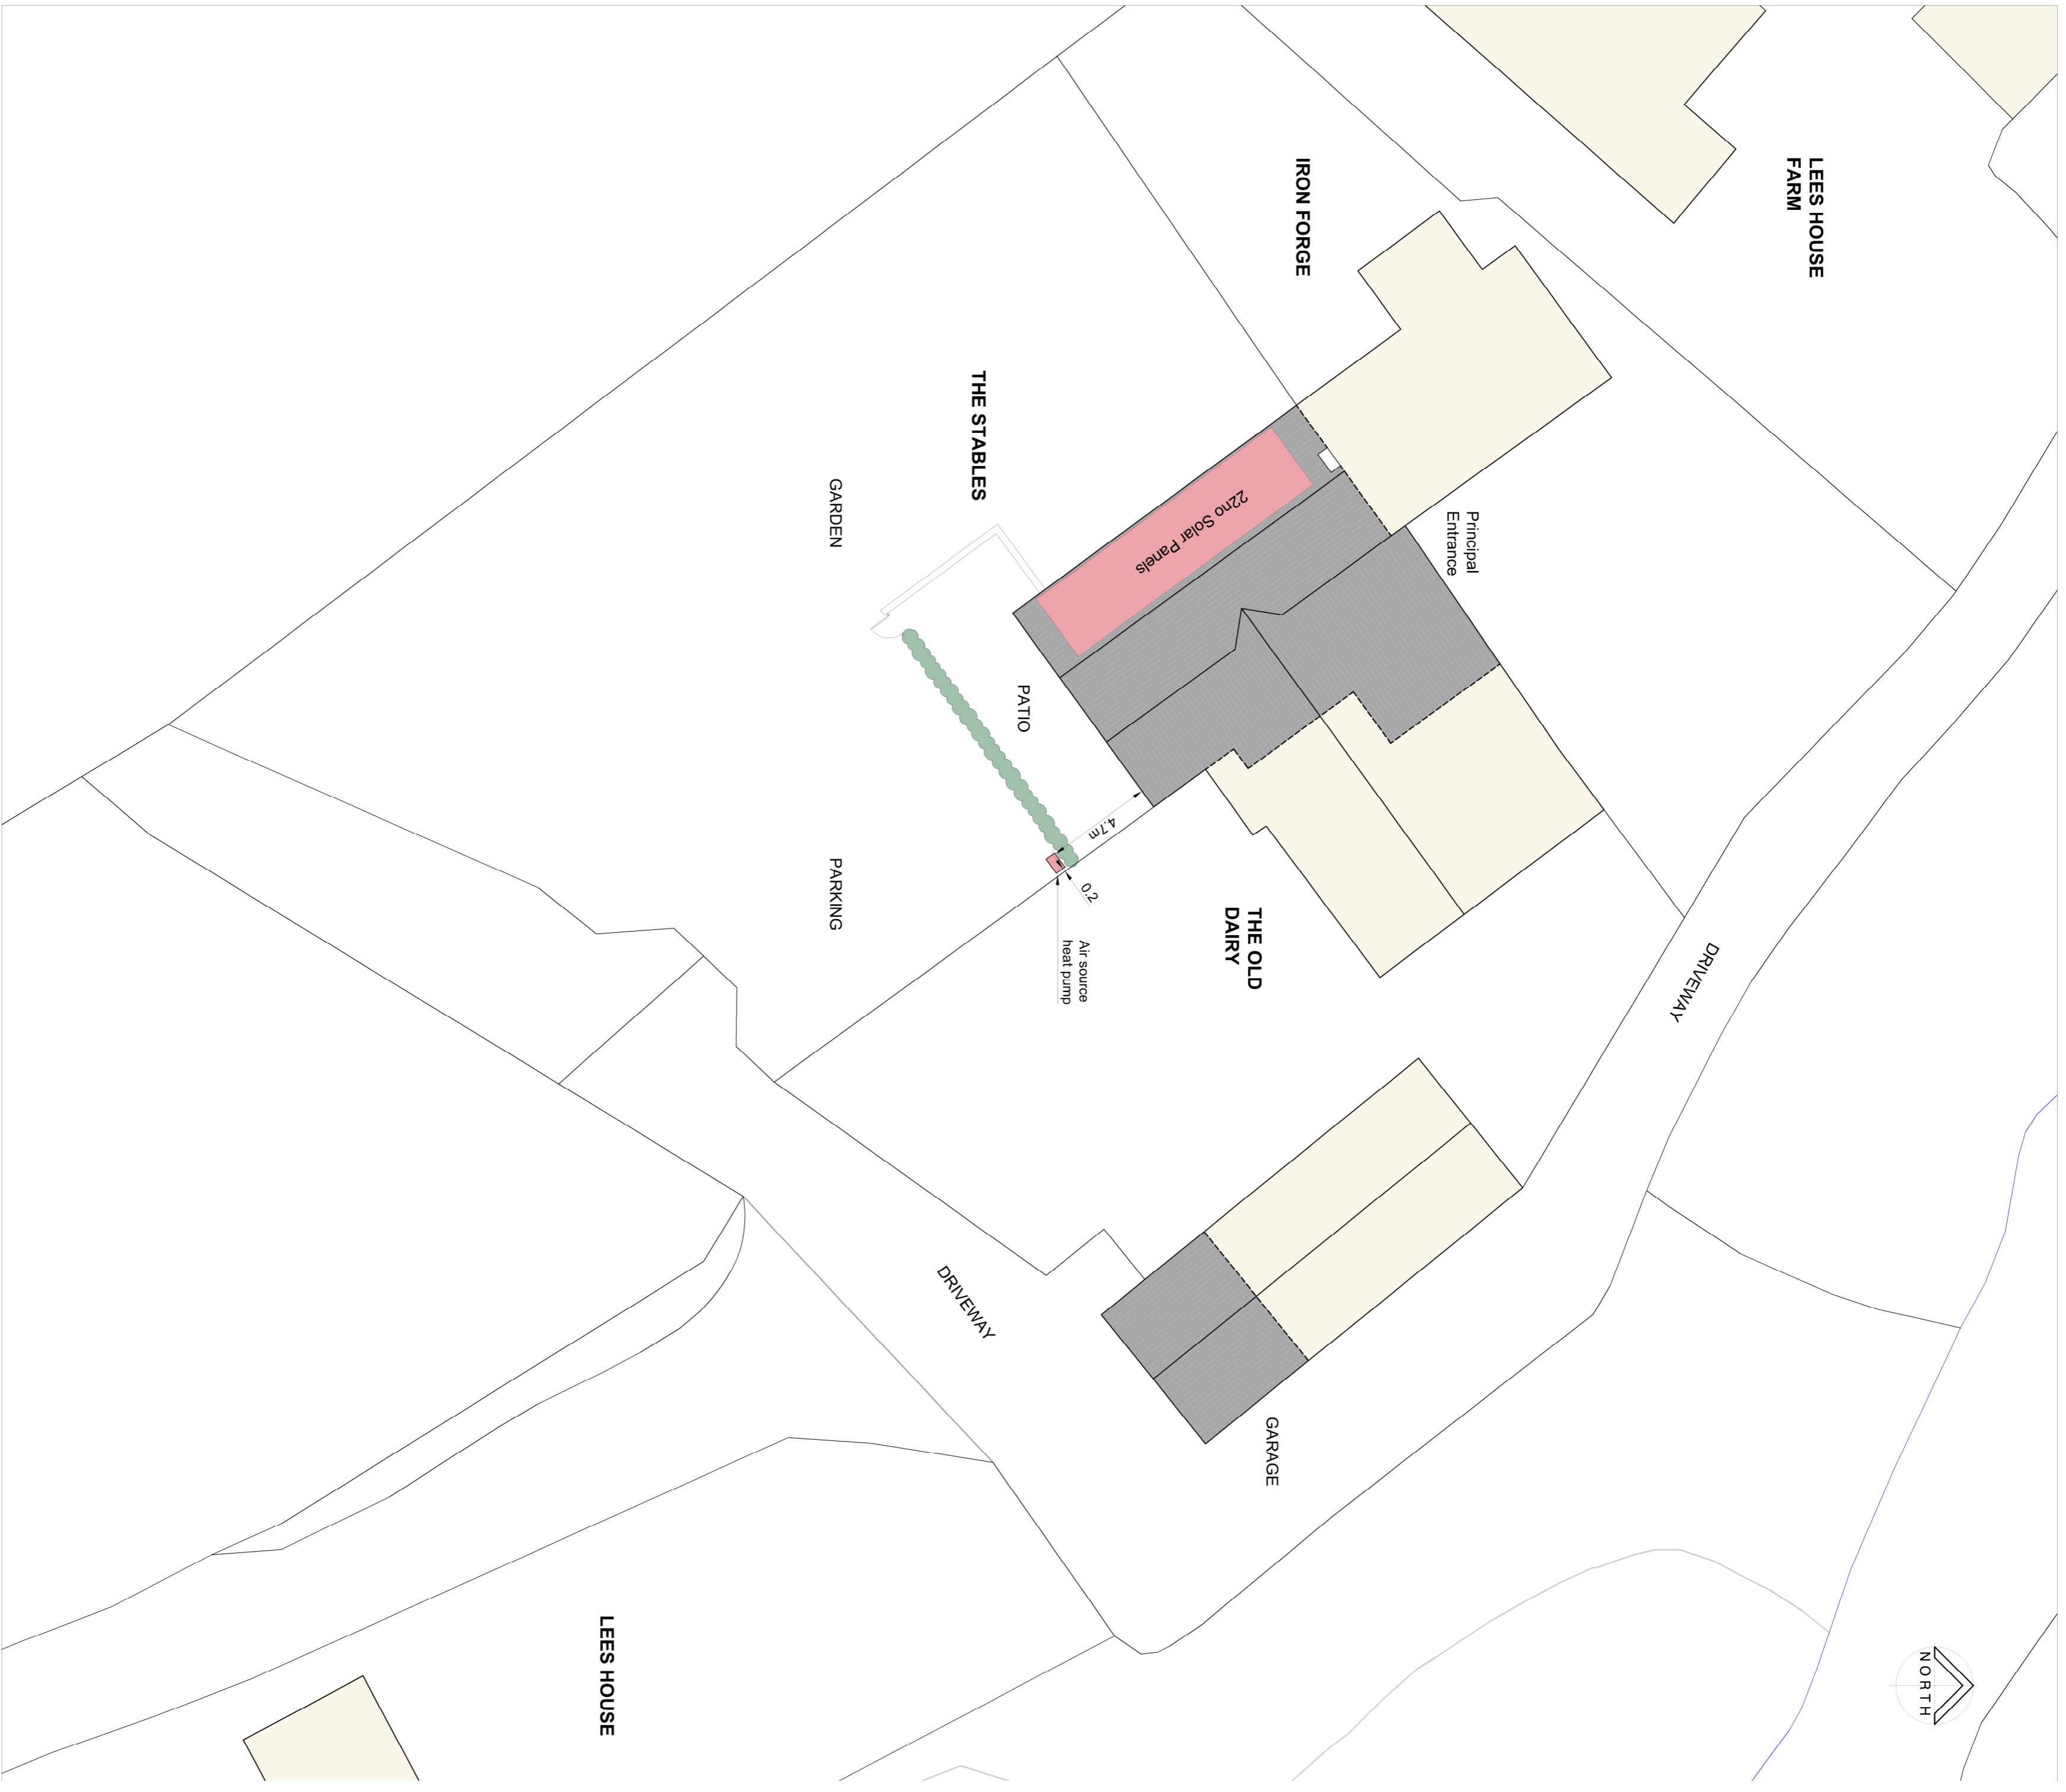 LEES HOUSE
FARM
IRON FORGE
Principal
Entrance
22no Solar Panels
THE STABLES
GARDEN
PATIO
4.7m
0.2
Air source
heat pump
PARKING
THE OLD
DAIRY
DRIVEWAY
DRIVEWAY
GARAGE
LEES HOUSE
NORTH